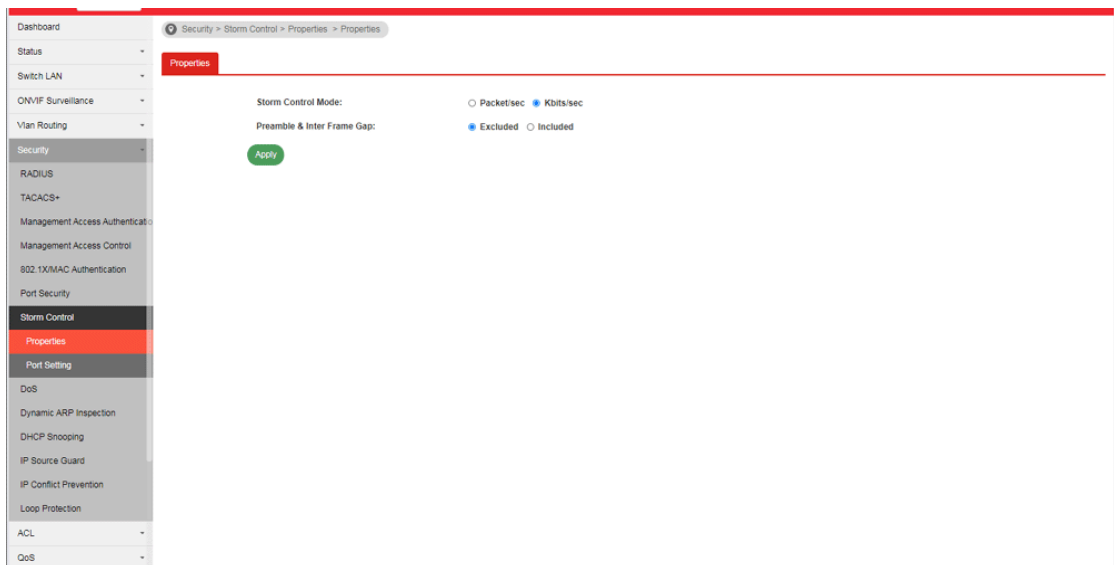 Dashboard
Security > Storm Control > Properties > Properties
Status
Properties
Switch LAN
ONVIF Surveillance
Storm Control Mode:
Packet/sec
Kbits/sec
Vlan Routing
Preamble & Inter Frame Gap:
Excluded
Included
Security
Apply
RADIUS
TACACS+
Management Access Authenticatio
Management Access Control
802.1X/MAC Authentication
Port Security
Storm Control
Properties
Port Setting
DoS
Dynamic ARP Inspection
DHCP Snooping
IP Source Guard
IP Conflict Prevention
Loop Protection
ACL
QoS